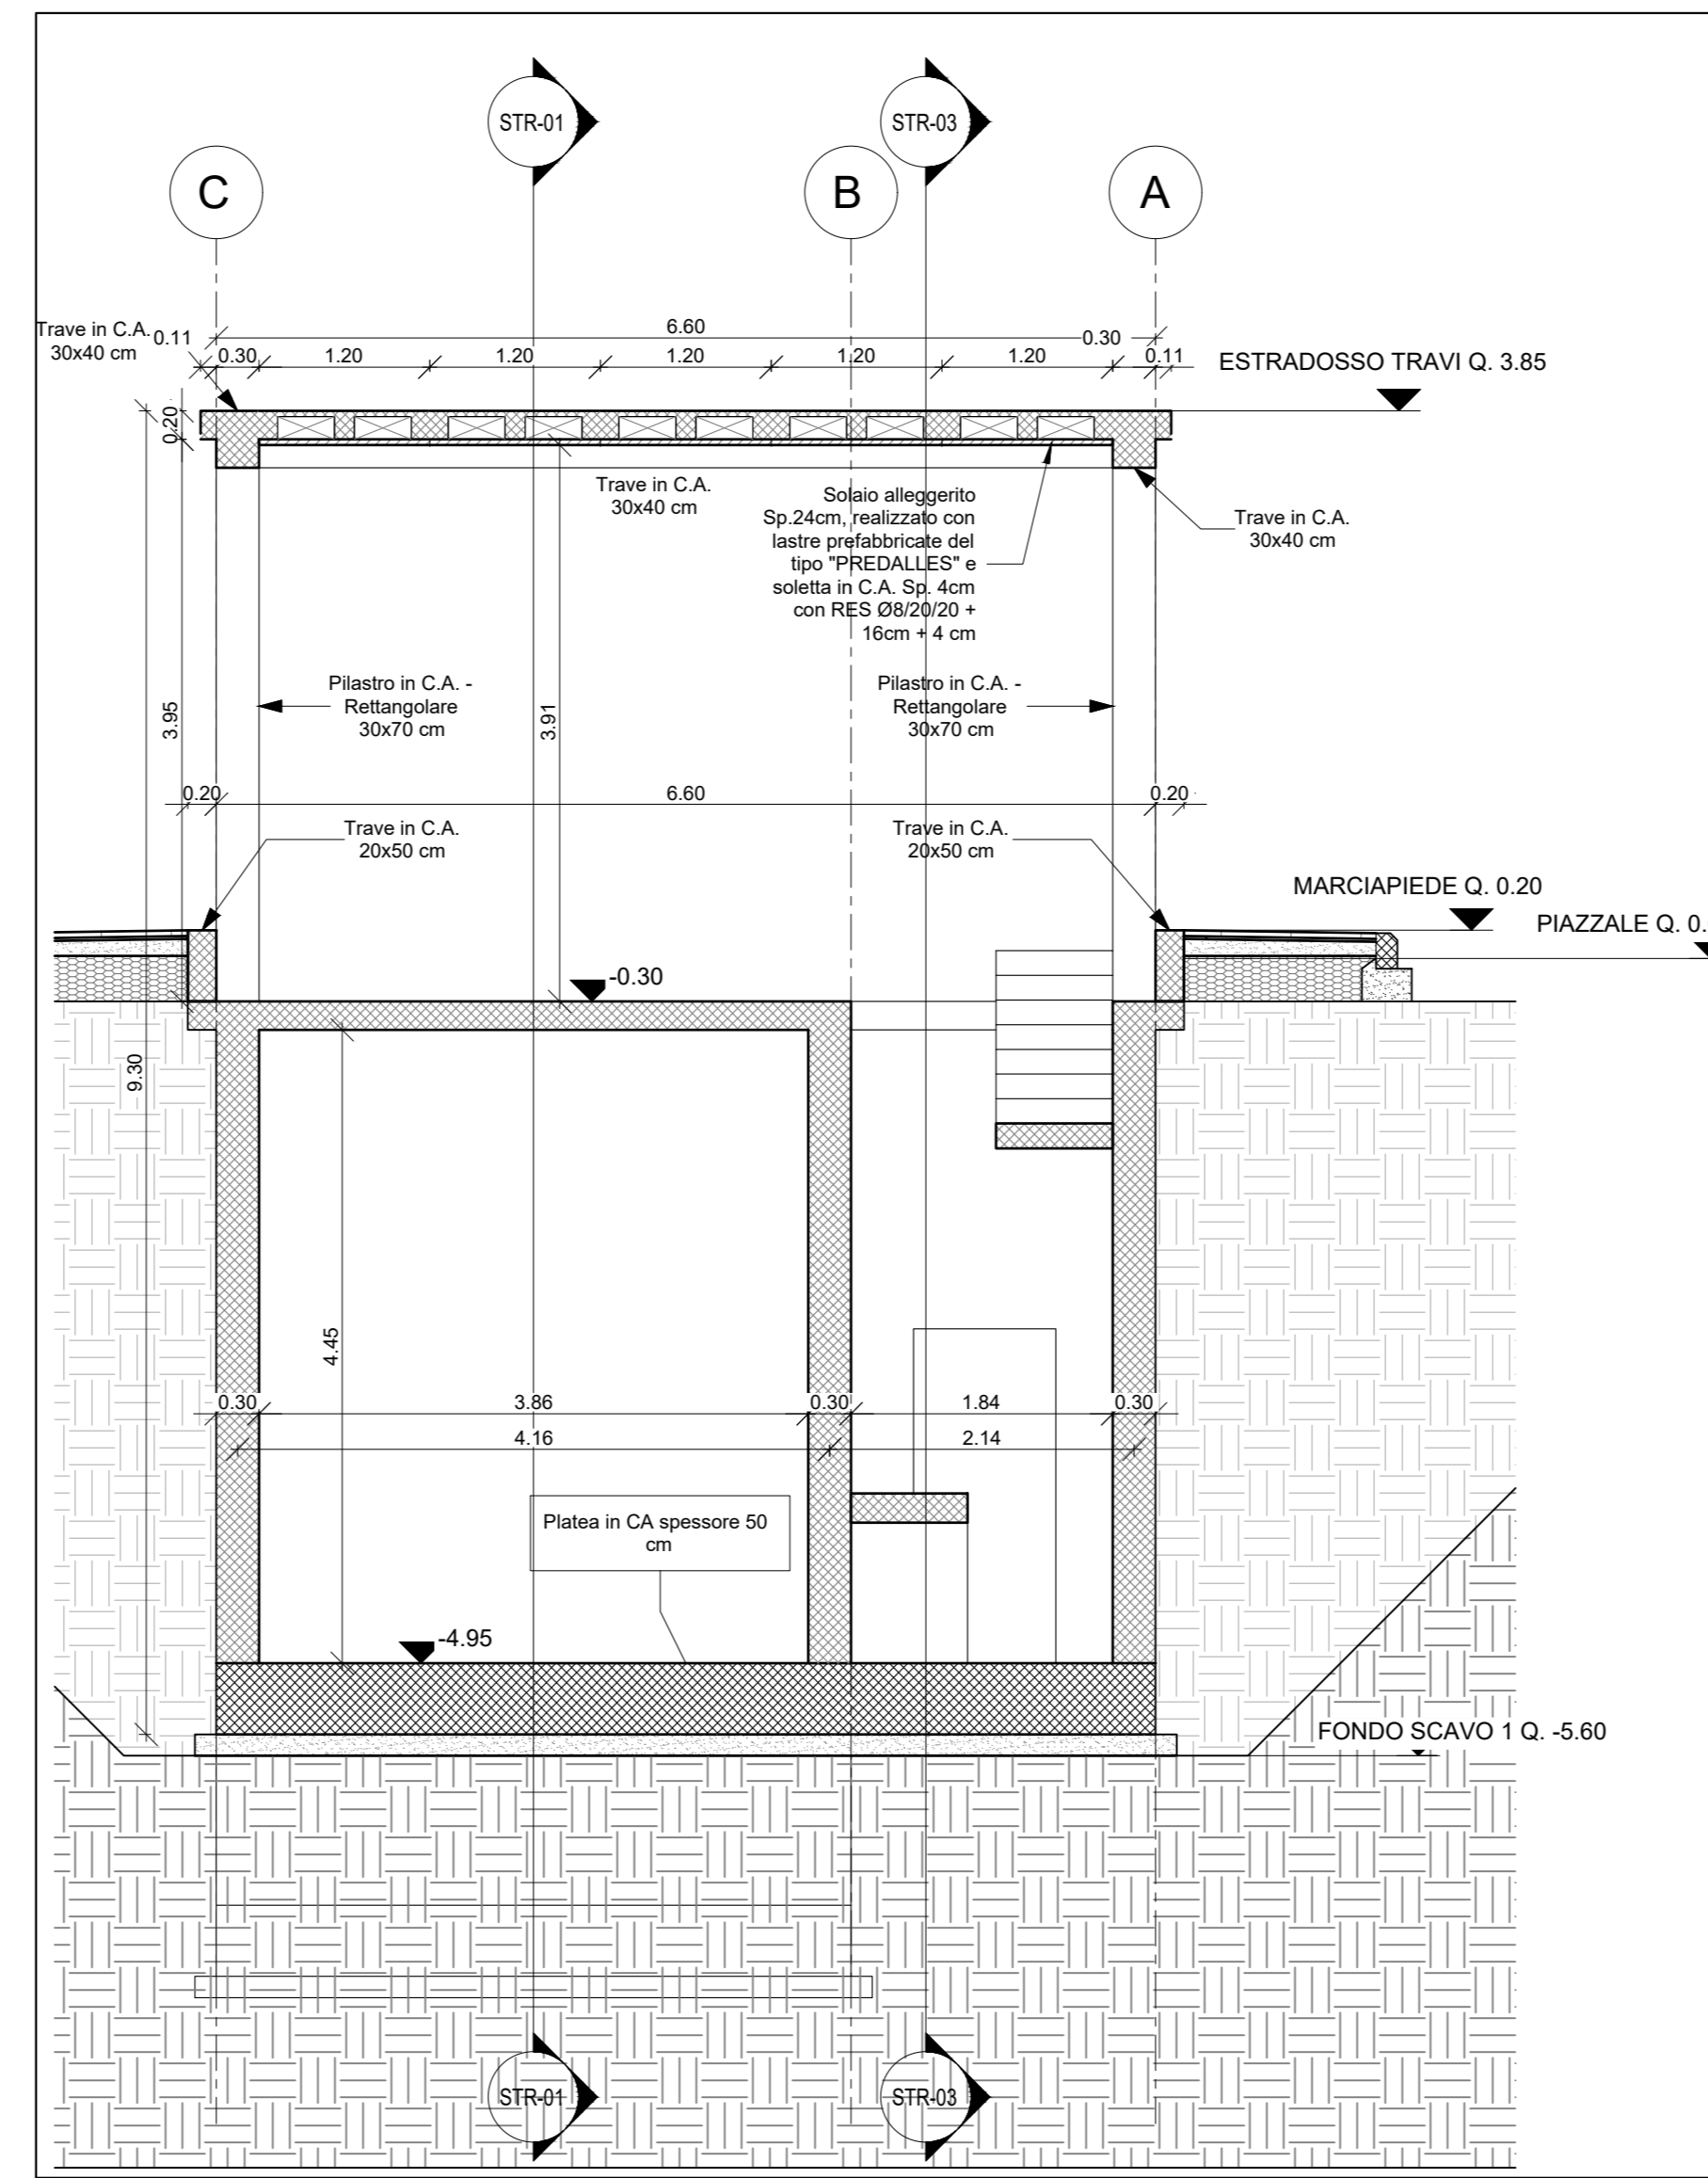 STR-01
STR-03
C
B
A
Trave in C.A.
30x40 cm
0.11
6.60
0.30
0.30
1.20
1.20
1.20
1.20
1.20
0.11
ESTRADOSSO TRAVI Q. 3.85
0.20
Trave in C.A.
30x40 cm
Solaio alleggerito
Sp.24cm, realizzato con
lastre prefabbricate del
tipo "PREDALLES" e
soletta in C.A. Sp. 4cm
con RES Ø8/20/20 +
16cm + 4 cm
Trave in C.A.
30x40 cm
Pilastro in C.A. -
Rettangolare
30x70 cm
Pilastro in C.A. -
Rettangolare
30x70 cm
3.95
3.91
0.20
6.60
0.20
Trave in C.A.
20x50 cm
Trave in C.A.
20x50 cm
MARCIAPIEDE Q. 0.20
PIAZZALE Q. 0.
-0.30
9.30
4.45
0.30
3.86
0.30
1.84
0.30
4.16
2.14
Platea in CA spessore 50
cm
-4.95
FONDO SCAVO 1 Q. -5.60
STR-01
STR-03